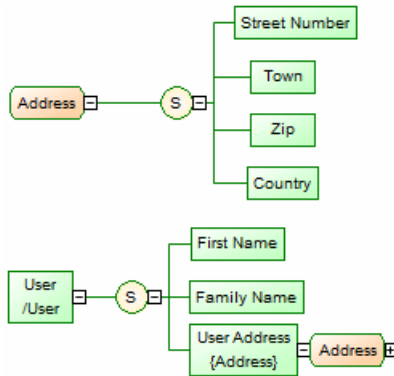 Street Number
Town
Address
S
Zip
Country
First Name
User
/User
S
Family Name
User Address
{Address}
Address